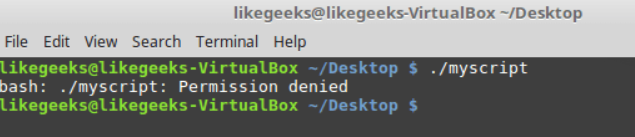 likegeeks@likegeeks-VirtualBox ~/Desktop
File Edit View Search Terminal Help
likegeeks@likegeeks-VirtualBox ~/Desktop $ ./myscript
bash: ./myscript: Permission denied
likegeeks@likegeeks-VirtualBox ~/Desktop $